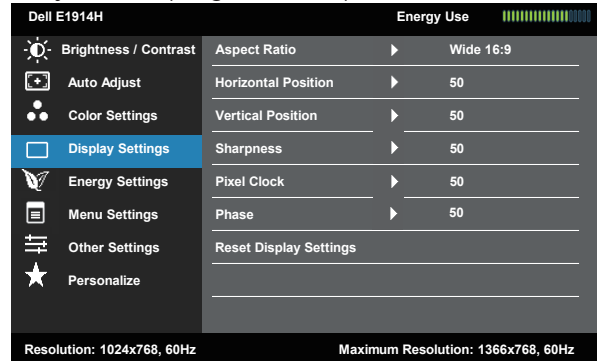 Dell E1914H Energy Use
Brightness / Contrast Aspect Ratio Wide 16:9
Auto Adjust Horizontal Position 50
Color Settings Vertical Position 50
Display Settings Sharpness 50
Energy Settings Pixel Clock 50
Menu Settings Phase 50
Other Settings Reset Display Settings
Personalize
Resolution: 1024x768, 60Hz Maximum Resolution: 1366x768, 60Hz